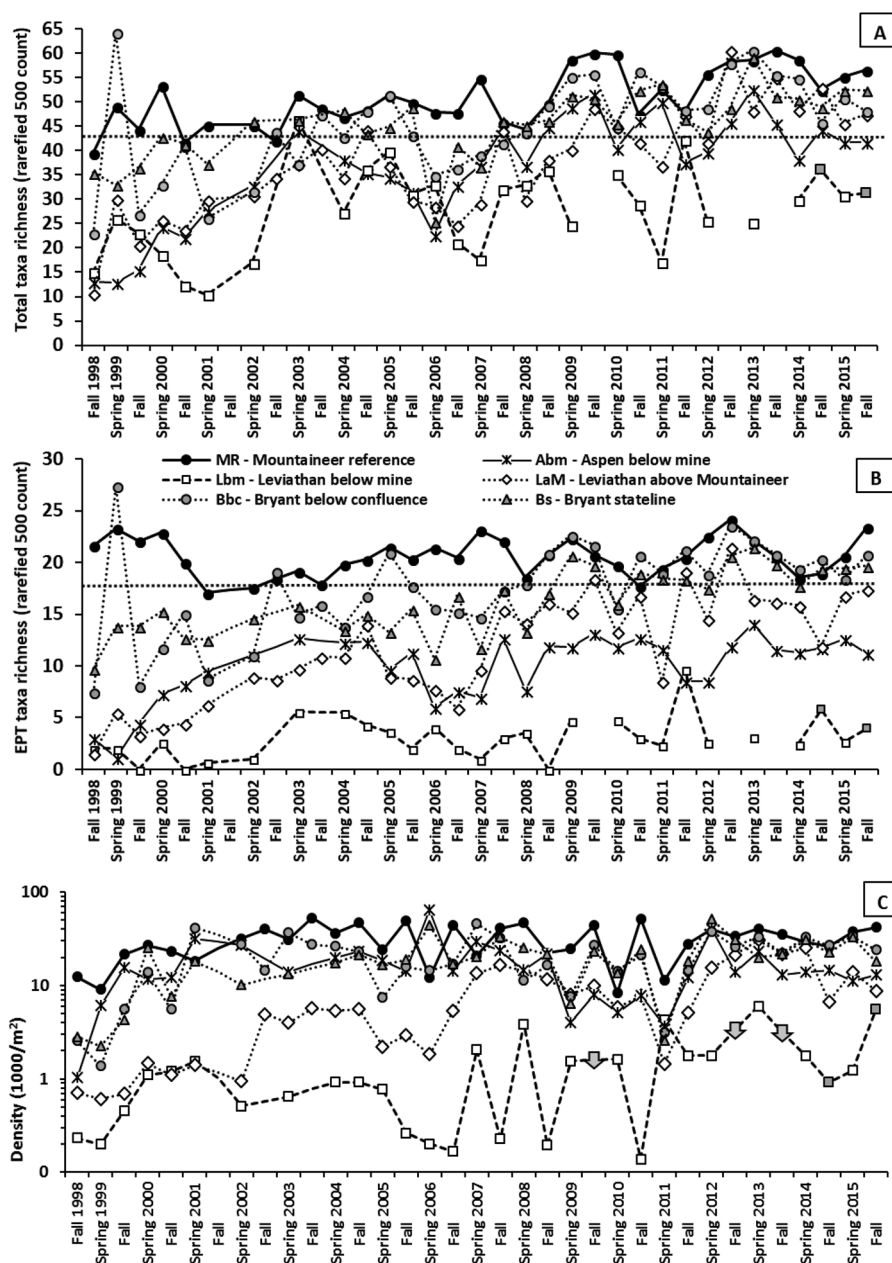 A
Total taxa richness (rarefied 500 count)
65
60
55
50
45
40
35
30
25
20
15
10
5
0
Fall 1998
Spring 1999
Fall
Spring 2000
Fall
Spring 2001
Fall
Spring 2002
Fall
Spring 2003
Fall
Spring 2004
Fall
Spring 2005
Fall
Spring 2006
Fall
Spring 2007
Fall
Spring 2008
Fall
Spring 2009
Fall
Spring 2010
Fall
Spring 2011
Fall
Spring 2012
Fall
Spring 2013
Fall
Spring 2014
Fall
Spring 2015
Fall
B
MR - Mountaineer reference
Abm - Aspen below mine
Lbm - Leviathan below mine
LaM - Leviathan above Mountaineer
Bbc - Bryant below confluence
Bs - Bryant stateline
EPT taxa richness (rarefied 500 count)
30
25
20
15
10
5
0
Fall 1998
Spring 1999
Fall
Spring 2000
Fall
Spring 2001
Fall
Spring 2002
Fall
Spring 2003
Fall
Spring 2004
Fall
Spring 2005
Fall
Spring 2006
Fall
Spring 2007
Fall
Spring 2008
Fall
Spring 2009
Fall
Spring 2010
Fall
Spring 2011
Fall
Spring 2012
Fall
Spring 2013
Fall
Spring 2014
Fall
Spring 2015
Fall
C
Density (1000/m²)
100
10
1
0
Fall 1998
Spring 1999
Fall
Spring 2000
Fall
Spring 2001
Fall
Spring 2002
Fall
Spring 2003
Fall
Spring 2004
Fall
Spring 2005
Fall
Spring 2006
Fall
Spring 2007
Fall
Spring 2008
Fall
Spring 2009
Fall
Spring 2010
Fall
Spring 2011
Fall
Spring 2012
Fall
Spring 2013
Fall
Spring 2014
Fall
Spring 2015
Fall